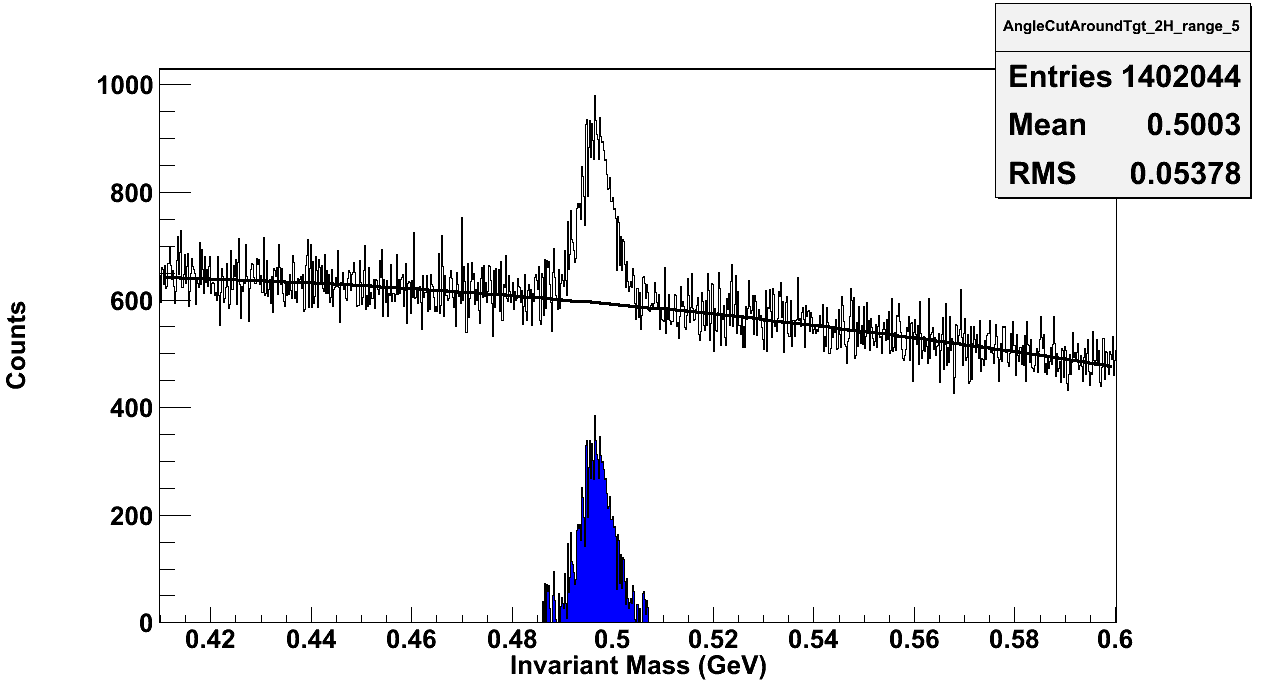 AngleCutAroundTgt_2H_range_5
Entries 1402044
Mean 0.5003
RMS 0.05378
1000
800
600
400
200
0
Counts
0.42 0.44 0.46 0.48 0.5 0.52 0.54 0.56 0.58 0.6
Invariant Mass (GeV)